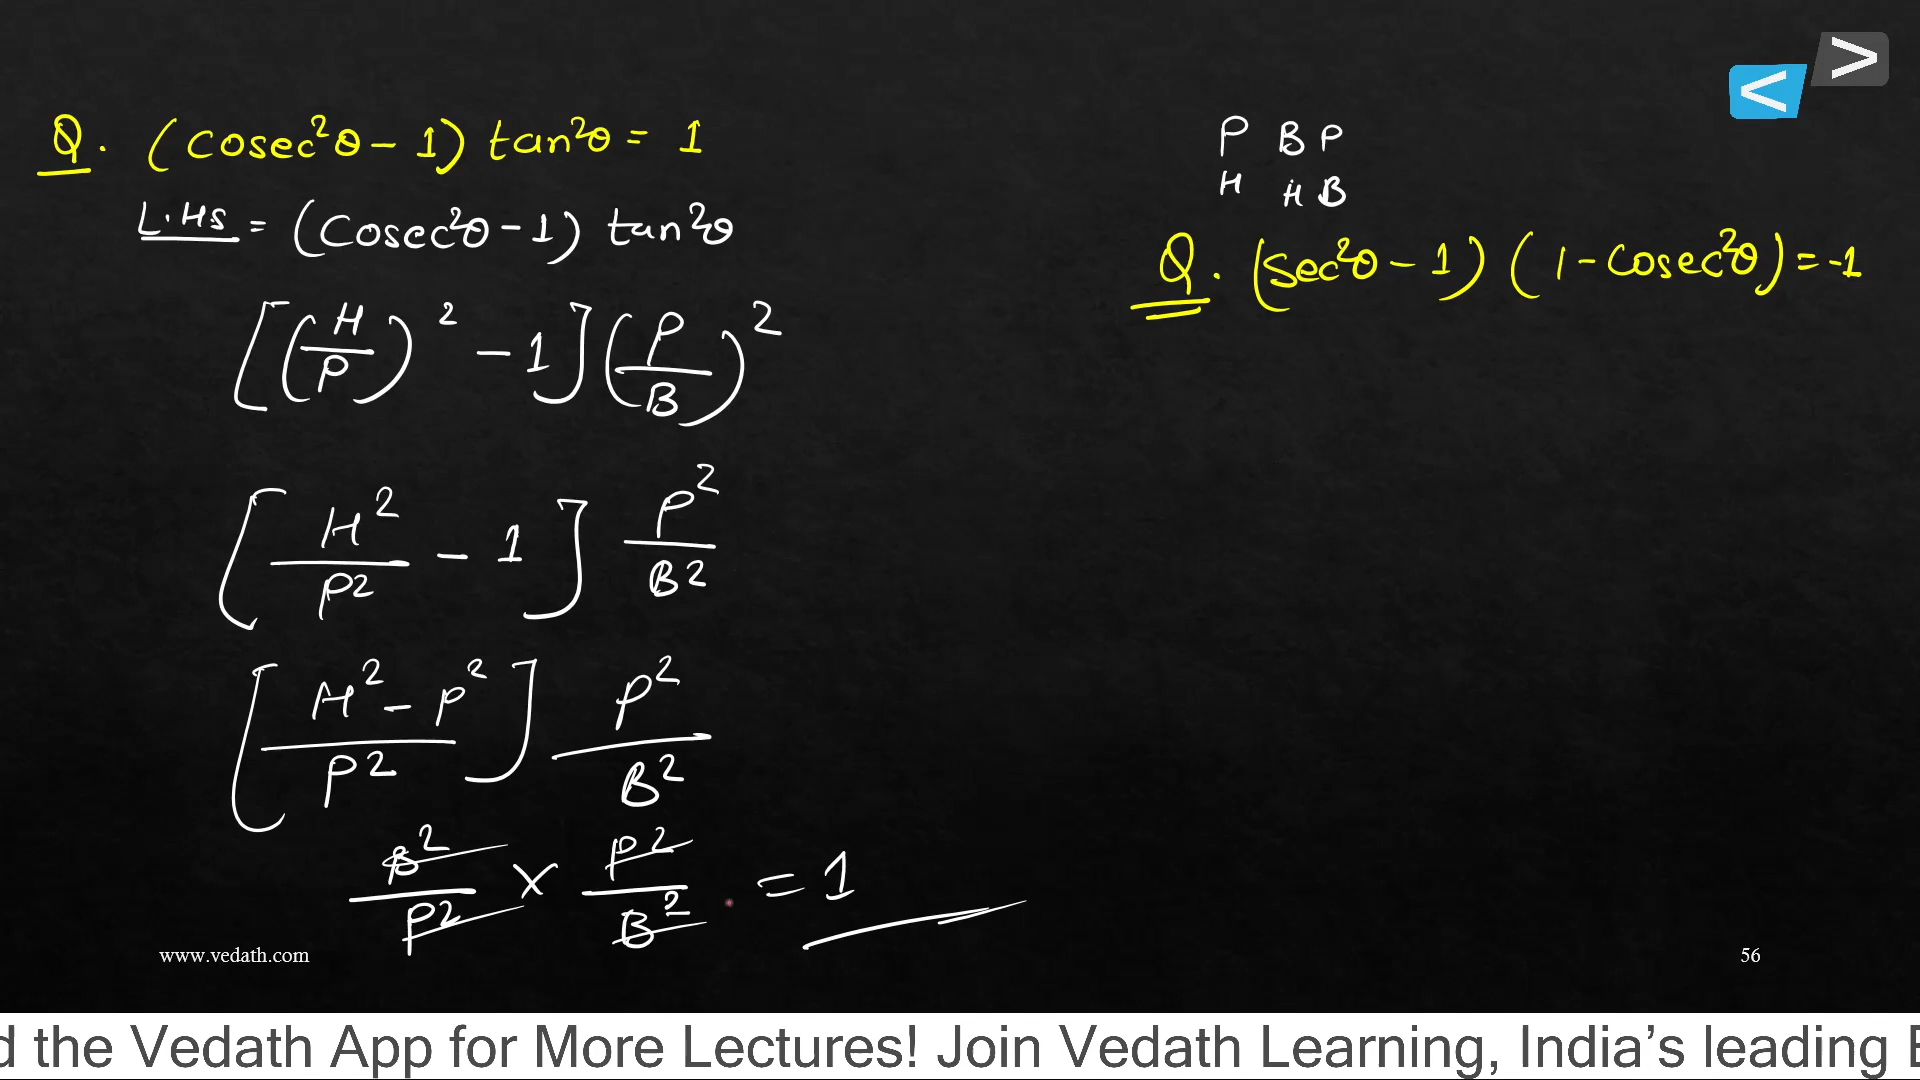 Q. (cosec²θ - 1) tan²θ = 1
L.HS = (Cosec²θ - 1) tan²θ
[(H/P)² - 1] (P/B)²
[H²/P² - 1] P²/B²
[H² - P²/P²] P²/B²
B²/P² × P²/B² = 1
P B P
H H B
Q. (Sec²θ - 1) (1 - Cosec²θ) = -1
< >
www.vedath.com
56
d the Vedath App for More Lectures! Join Vedath Learning, India’s leading E